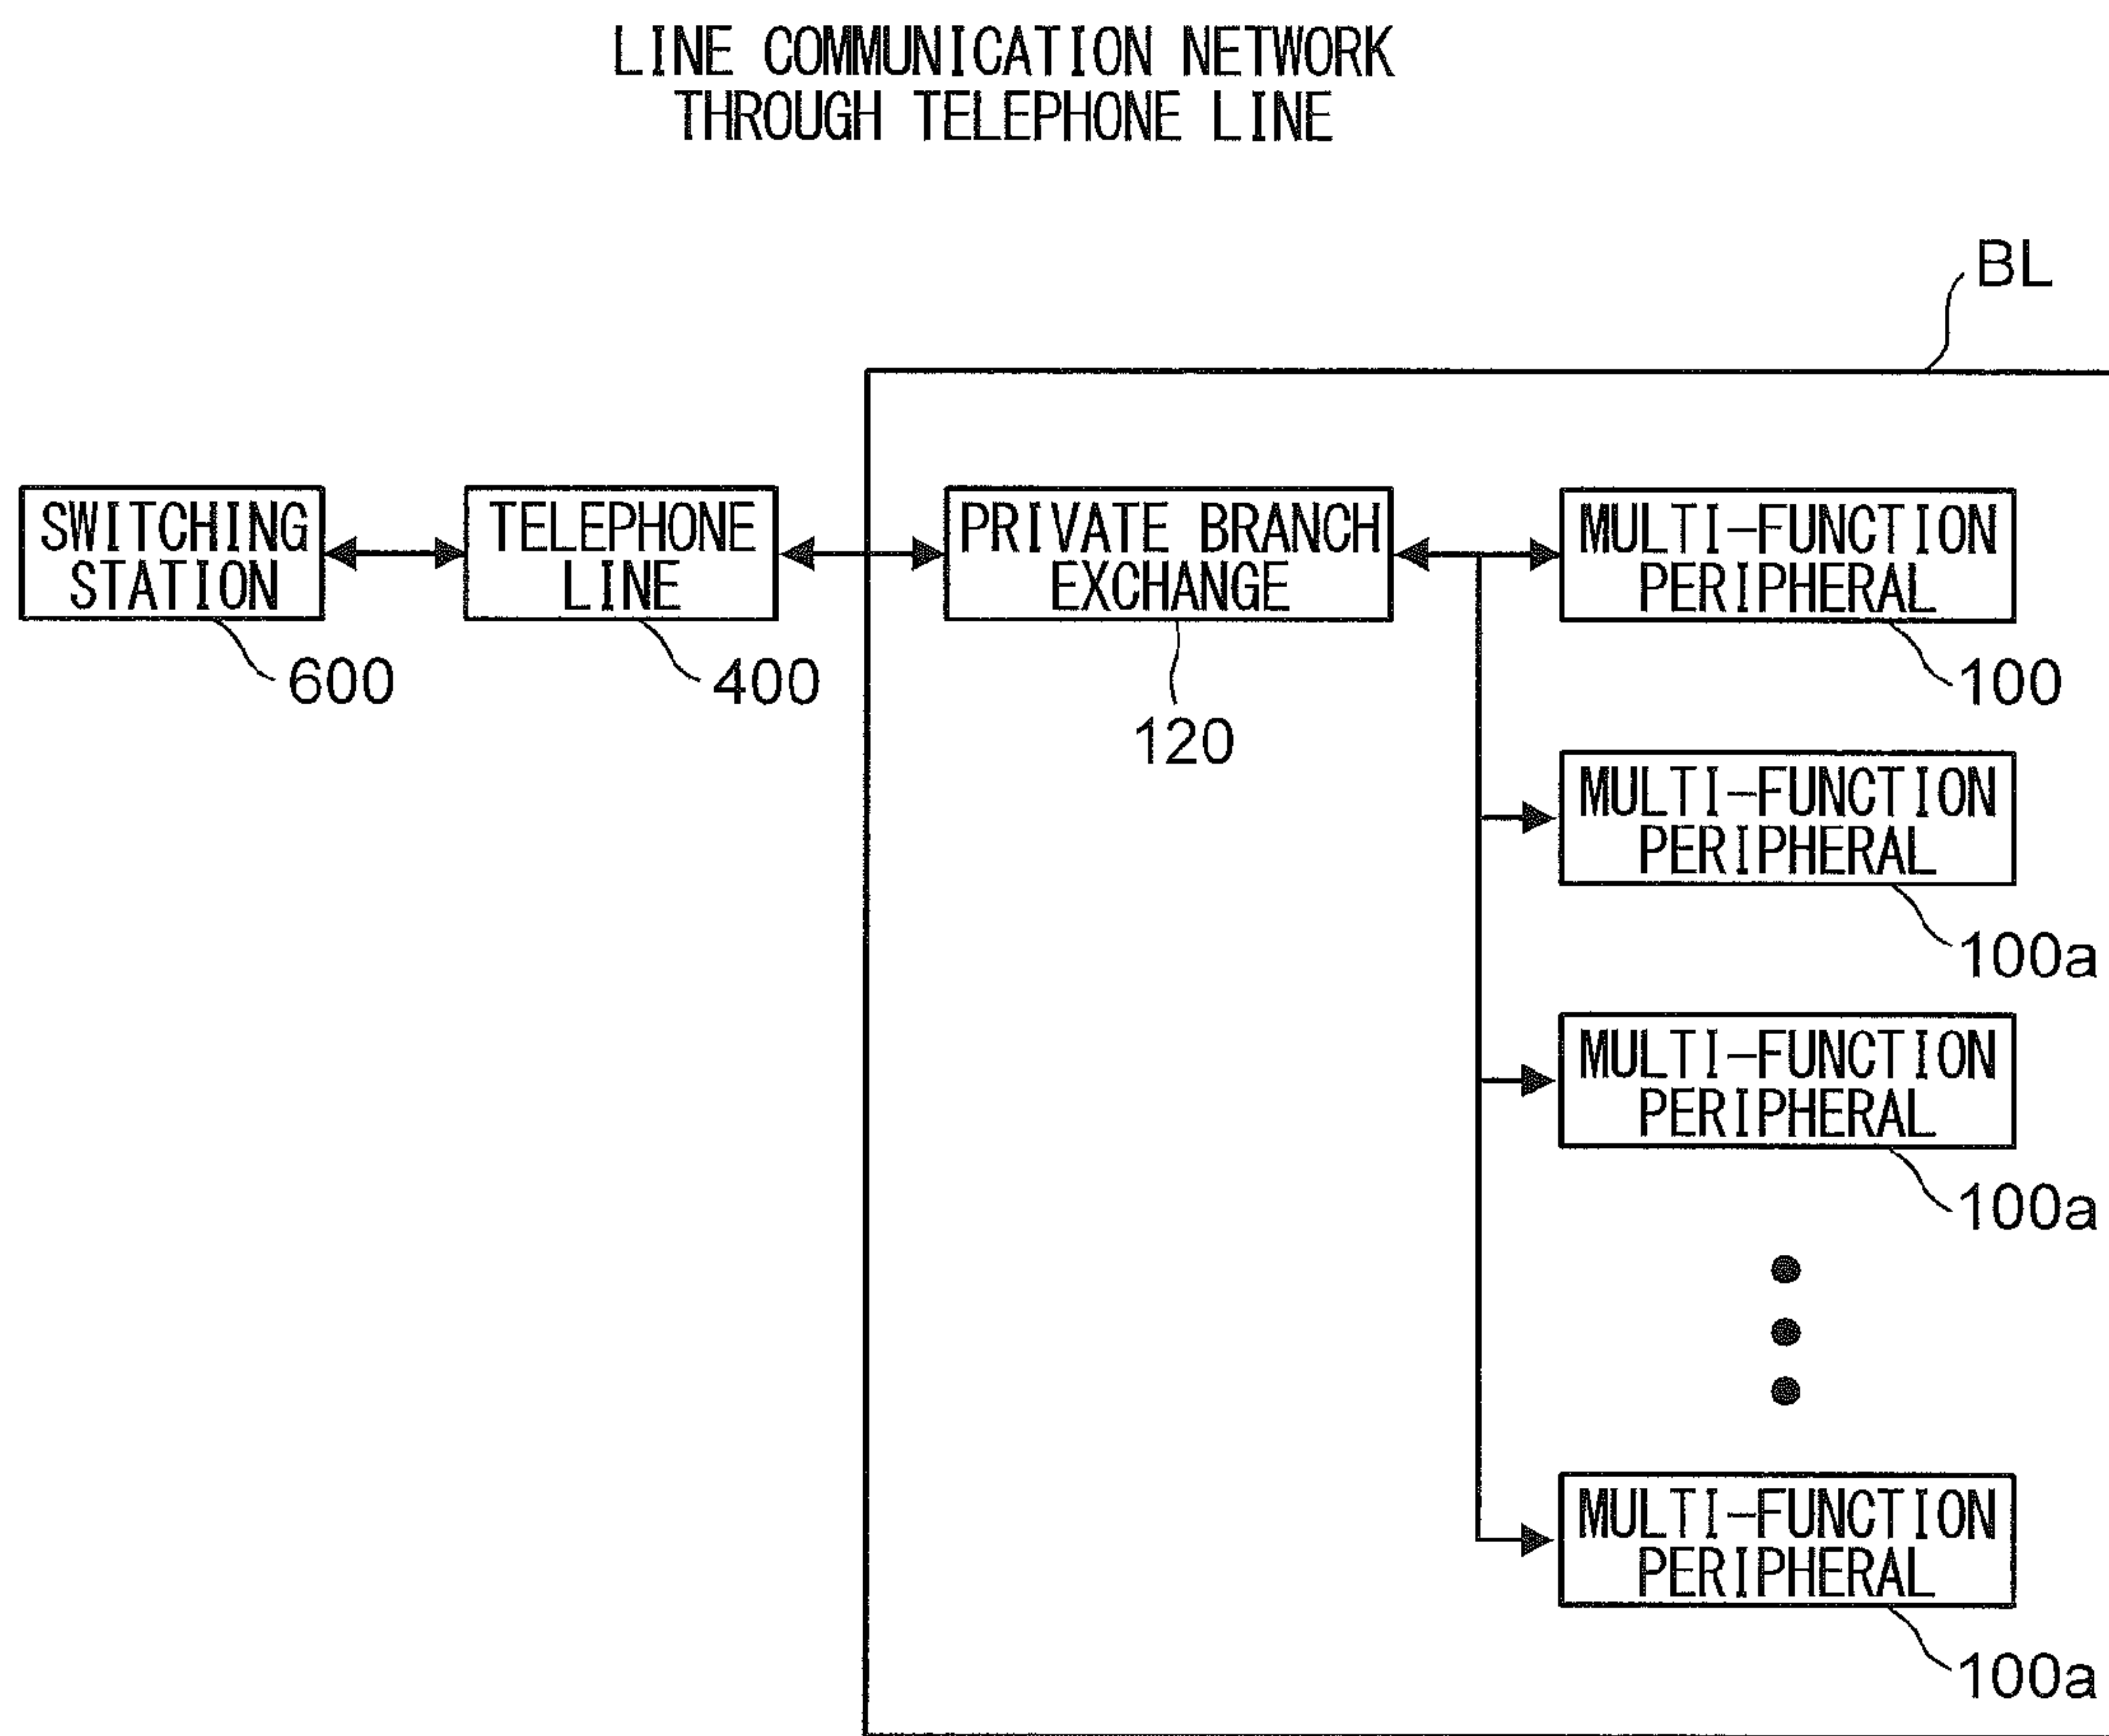 LINE COMMUNICATION NETWORK
THROUGH TELEPHONE LINE
BL
SWITCHING
STATION
600
TELEPHONE
LINE
400
PRIVATE BRANCH
EXCHANGE
120
MULTI-FUNCTION
PERIPHERAL
100
MULTI-FUNCTION
PERIPHERAL
100a
MULTI-FUNCTION
PERIPHERAL
100a
MULTI-FUNCTION
PERIPHERAL
100a